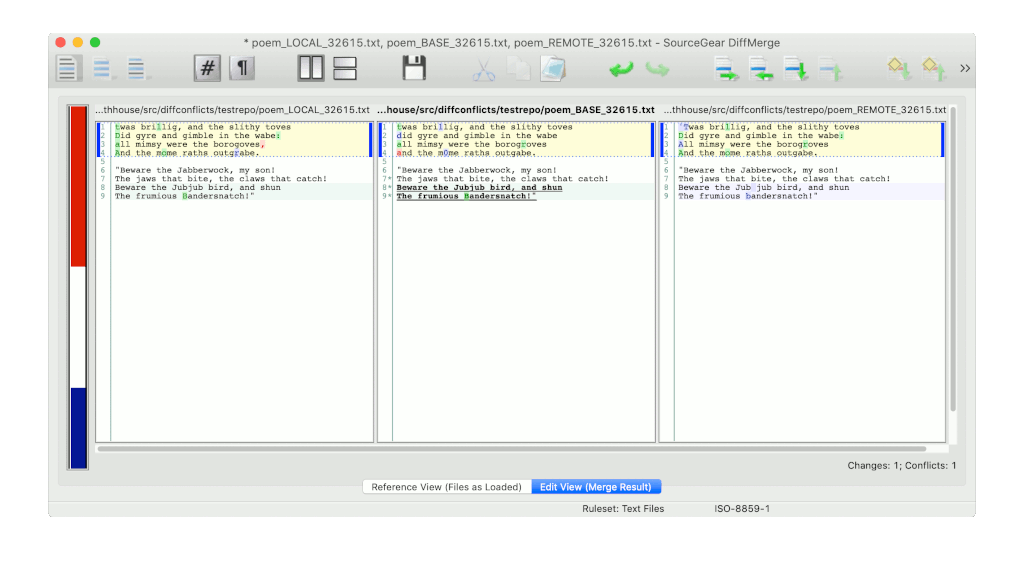 * poem_LOCAL_32615.txt, poem_BASE_32615.txt, poem_REMOTE_32615.txt - SourceGear DiffMerge
# ¶ »
...thhouse/src/diffconflicts/testrepo/poem_LOCAL_32615.txt
1 twas brillig, and the slithy toves
2 Did gyre and gimble in the wabe:
3 all mimsy were the borogoves,
4 And the mome raths outgrabe.
5
6 "Beware the Jabberwock, my son!
7 The jaws that bite, the claws that catch!
8 Beware the Jubjub bird, and shun
9 The frumious Bandersnatch!"
...house/src/diffconflicts/testrepo/poem_BASE_32615.txt
1 twas brillig, and the slithy toves
2 did gyre and gimble in the wabe
3 all mimsy were the borogroves
4 and the m0me raths outgabe.
5
6 "Beware the Jabberwock, my son!
7* The jaws that bite, the claws that catch!
8* Beware the Jubjub bird, and shun
9* The frumious Bandersnatch!"
...thhouse/src/diffconflicts/testrepo/poem_REMOTE_32615.txt
1 'Twas brillig, and the slithy toves
2 Did gyre and gimble in the wabe:
3 All mimsy were the borogroves
4 And the mome raths outgabe.
5
6 "Beware the Jabberwock, my son!
7 The jaws that bite, the claws that catch!
8 Beware the Jub jub bird, and shun
9 The frumious bandersnatch!"
Changes: 1; Conflicts: 1
Reference View (Files as Loaded) Edit View (Merge Result)
Ruleset: Text Files ISO-8859-1